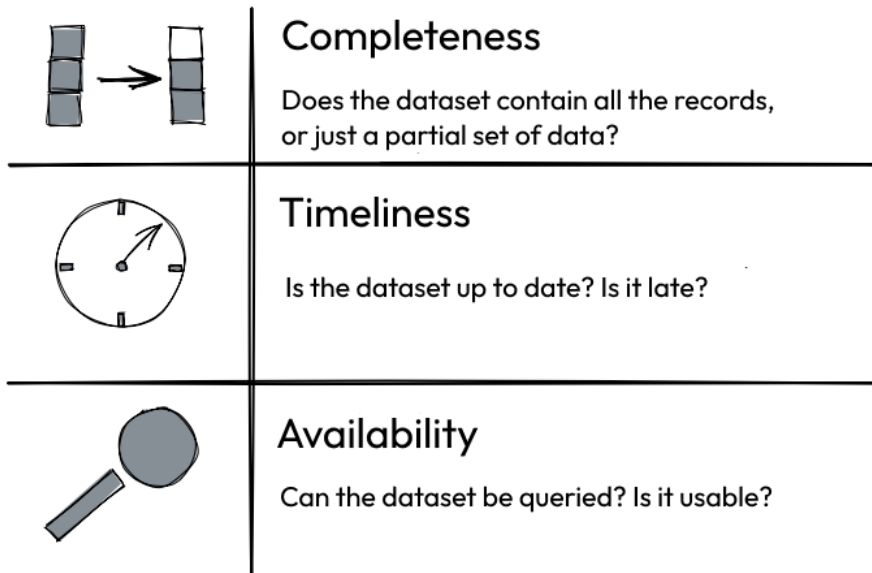 Completeness
Does the dataset contain all the records,
or just a partial set of data?
Timeliness
Is the dataset up to date? Is it late?
Availability
Can the dataset be queried? Is it usable?